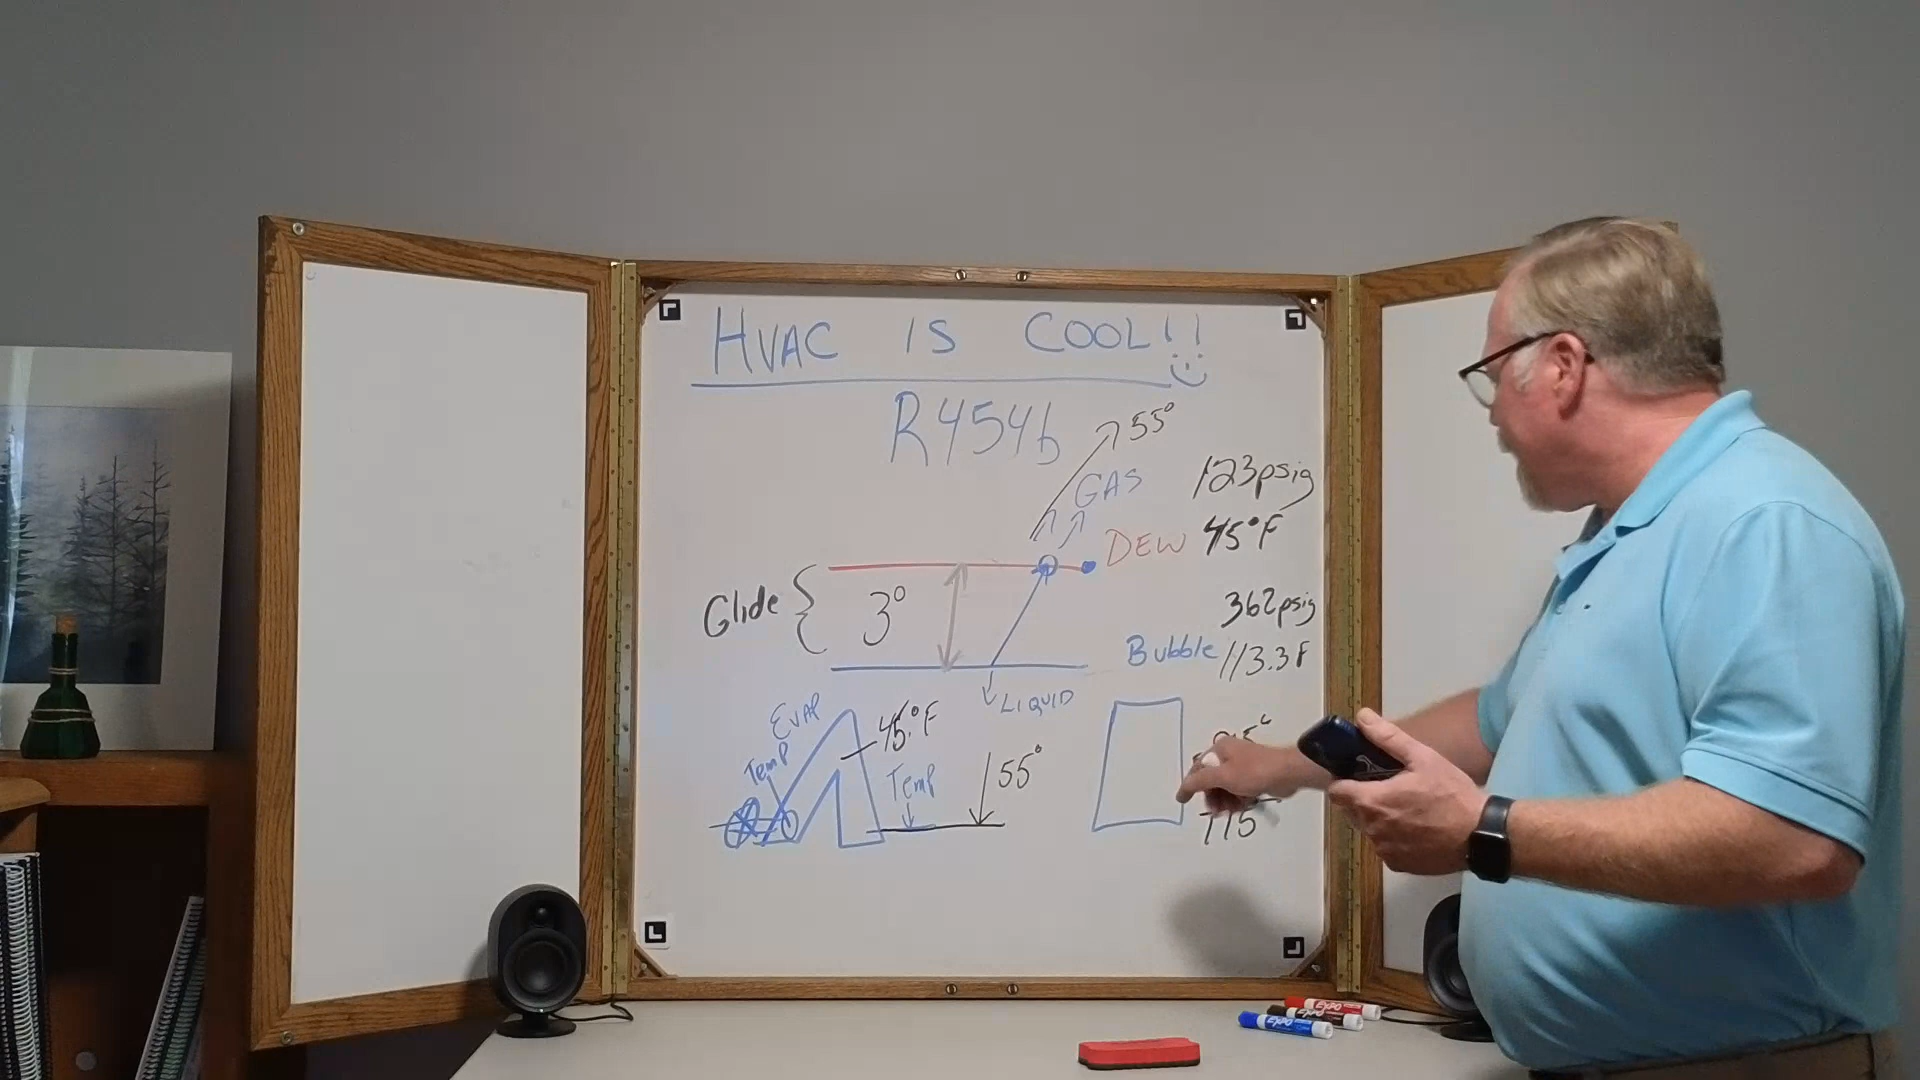 HVAC IS COOL!!
R454b
55°
GAS
123psig
DEW 45°F
Glide
3°
362psig
Bubble 113.3F
LIQUID
EVAP
45°F
Temp
Temp
55°
115
EXPO
EXPO
EXPO